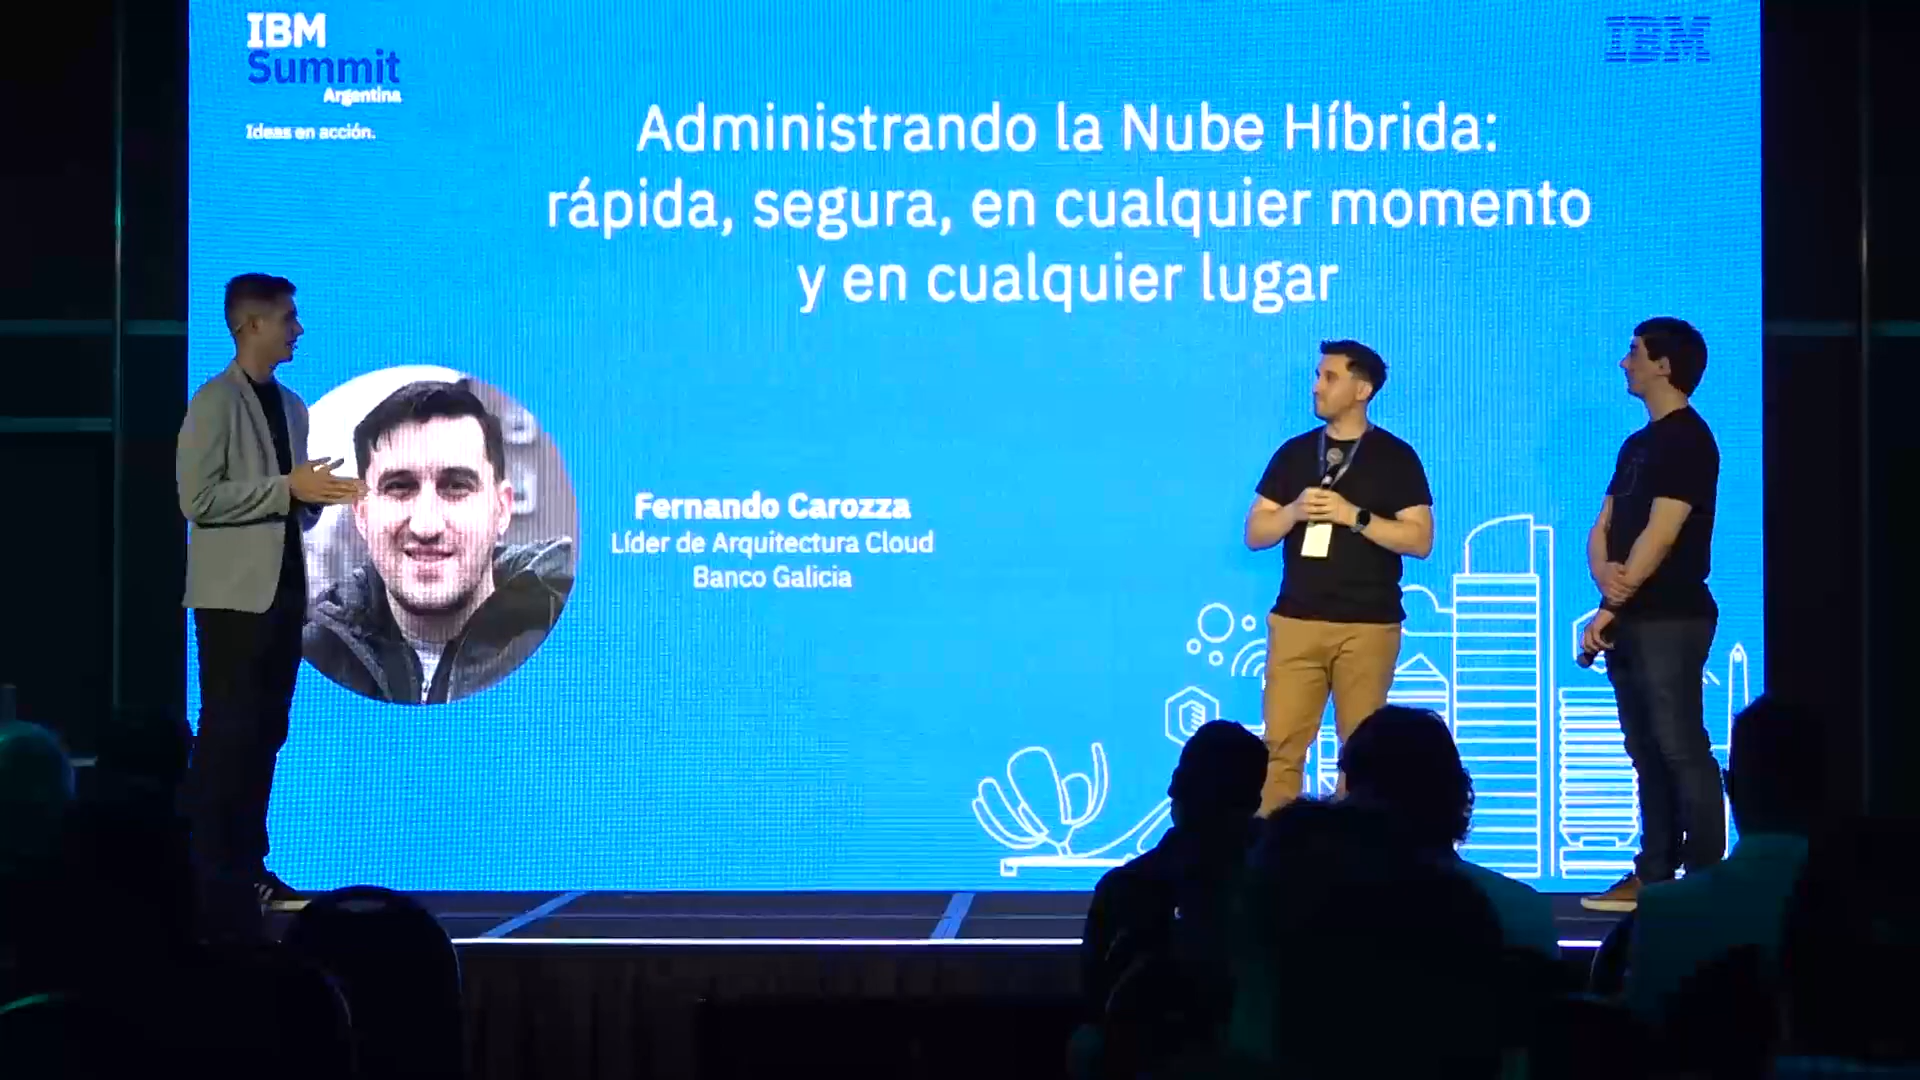 IBM
Summit
Argentina
Ideas en acción.
IBM
Administrando la Nube Híbrida:
rápida, segura, en cualquier momento
y en cualquier lugar
Fernando Carozza
Líder de Arquitectura Cloud
Banco Galicia